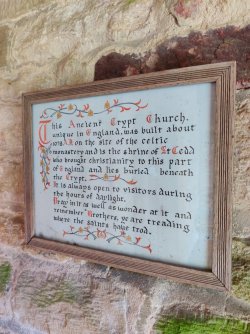 This Ancient Crypt Church,
unique in England, was built about
1078 A.D. on the site of the celtic
monastery and is the shrine of St Cedd
who brought christianity to this part
of England and lies buried beneath
the Crypt.
It is always open to visitors during
the hours of daylight.
Pray in it as well as wonder at it and
remember Brothers, ye are treading
where the saints have trod.